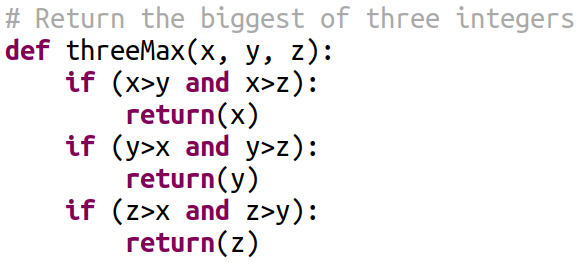 # Return the biggest of three integers
def threeMax(x, y, z):
    if (x>y and x>z):
        return(x)
    if (y>x and y>z):
        return(y)
    if (z>x and z>y):
        return(z)